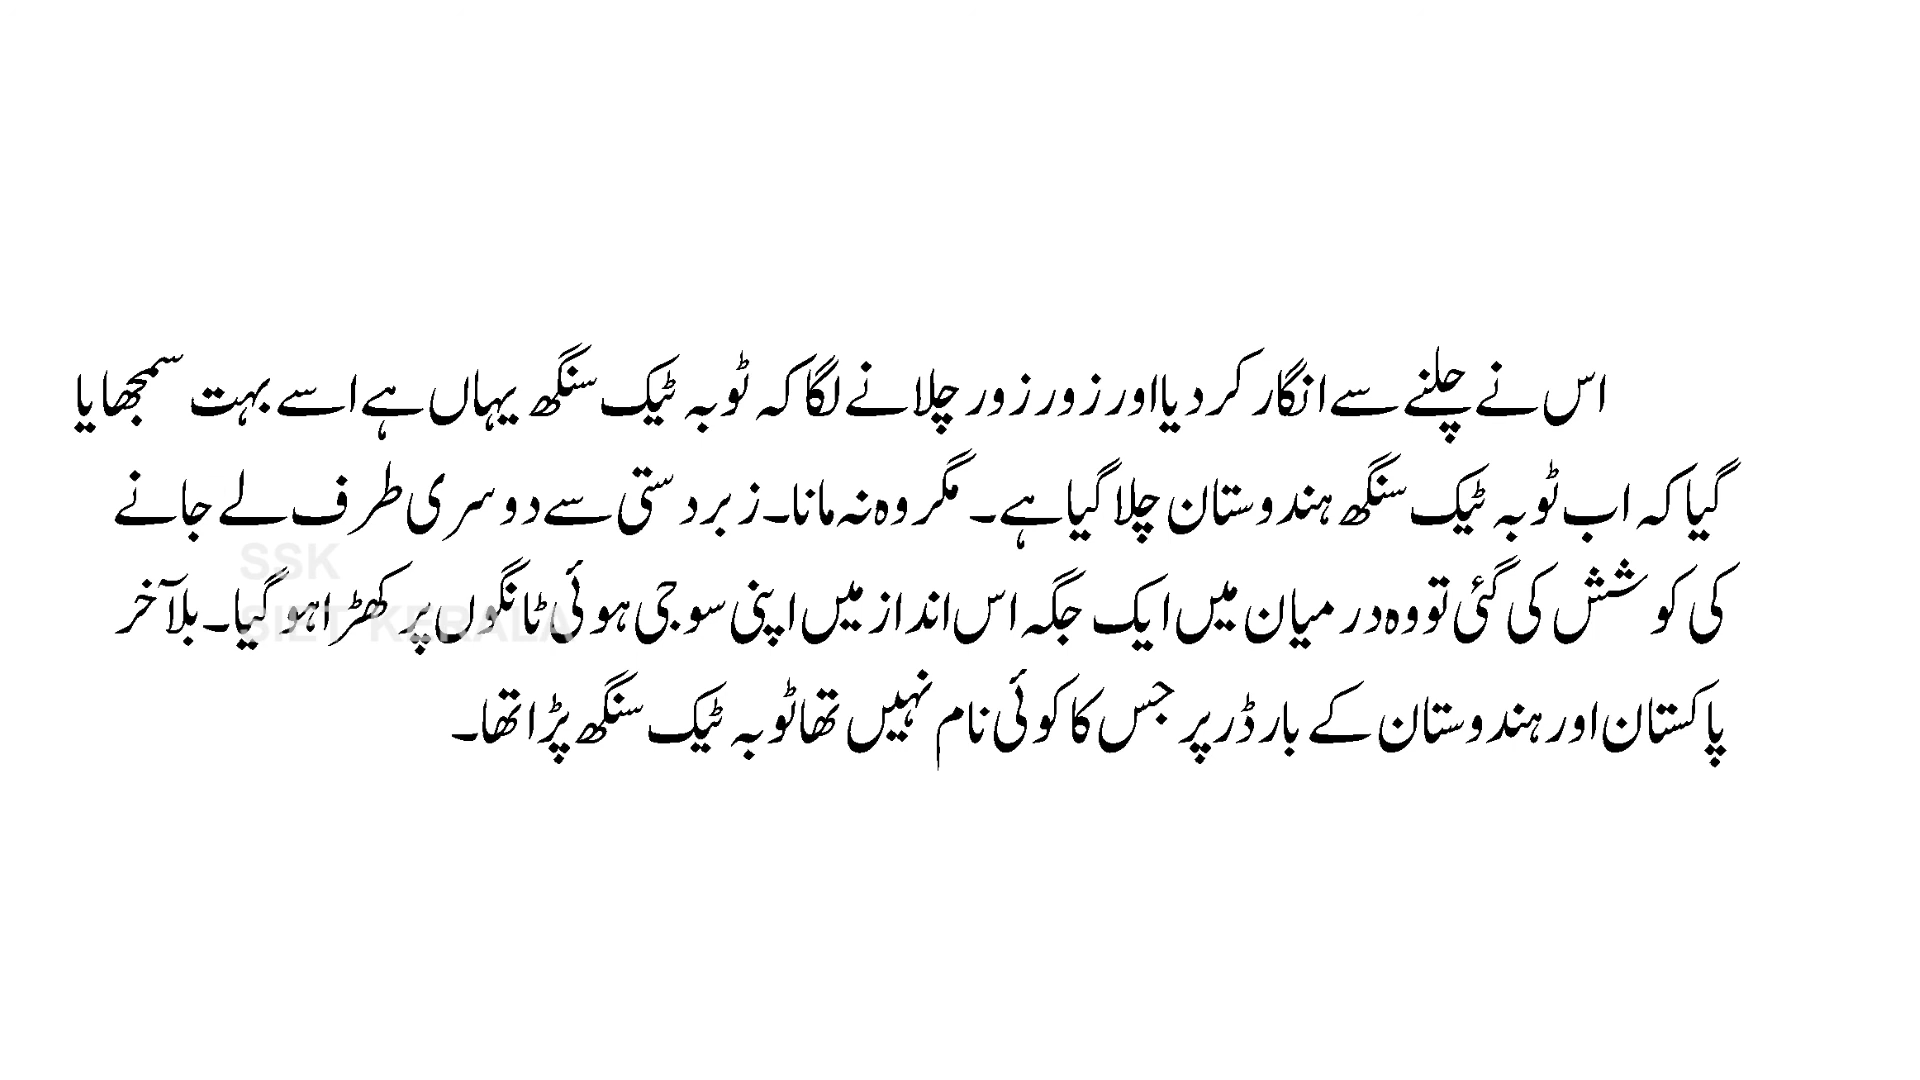 اس نے چلنے سے انگار کر دیا اور زور زور چلانے لگا کہ ٹوبہ ٹیک سنگھ یہاں ہے اسے بہت سمجھایا
گیا کہ اب ٹوبہ ٹیک سنگھ ہندوستان چلا گیا ہے۔ مگر وہ نہ مانا۔ زبردستی سے دوسری طرف لے جانے
کی کوشش کی گئی تو وہ درمیان میں ایک جگہ اس انداز میں اپنی سوجی ہوئی ٹانگوں پر کھڑا ہو گیا۔ بلآخر
پاکستان اور ہندوستان کے بارڈر پر جس کا کوئی نام نہیں تھا ٹوبہ ٹیک سنگھ پڑا تھا۔
SSK
SIET KERALA